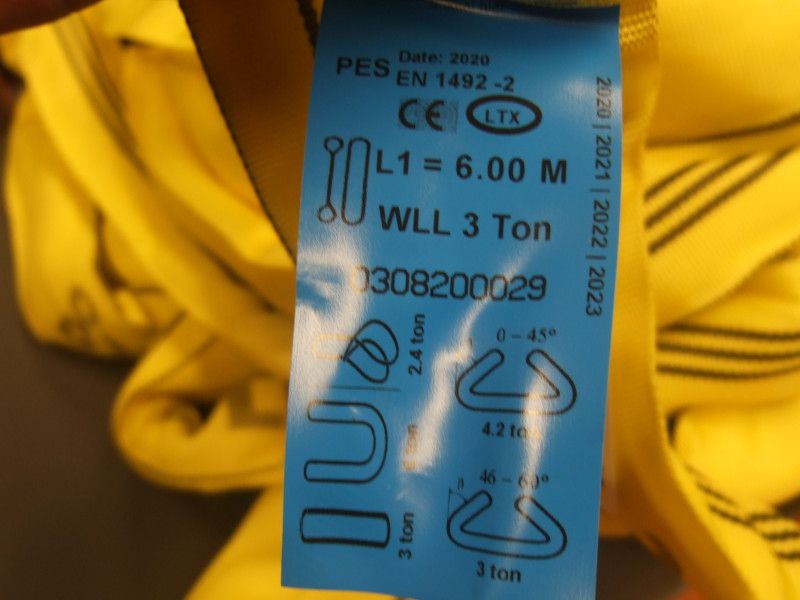 PES
Date: 2020
EN 1492 -2
CE
LTX
L1 = 6.00 M
WLL 3 Ton
0308200029
2020 | 2021 | 2022 | 2023
2.4 ton
0 – 45°
4.2 ton
ton
46 – 60°
3 ton
3 ton